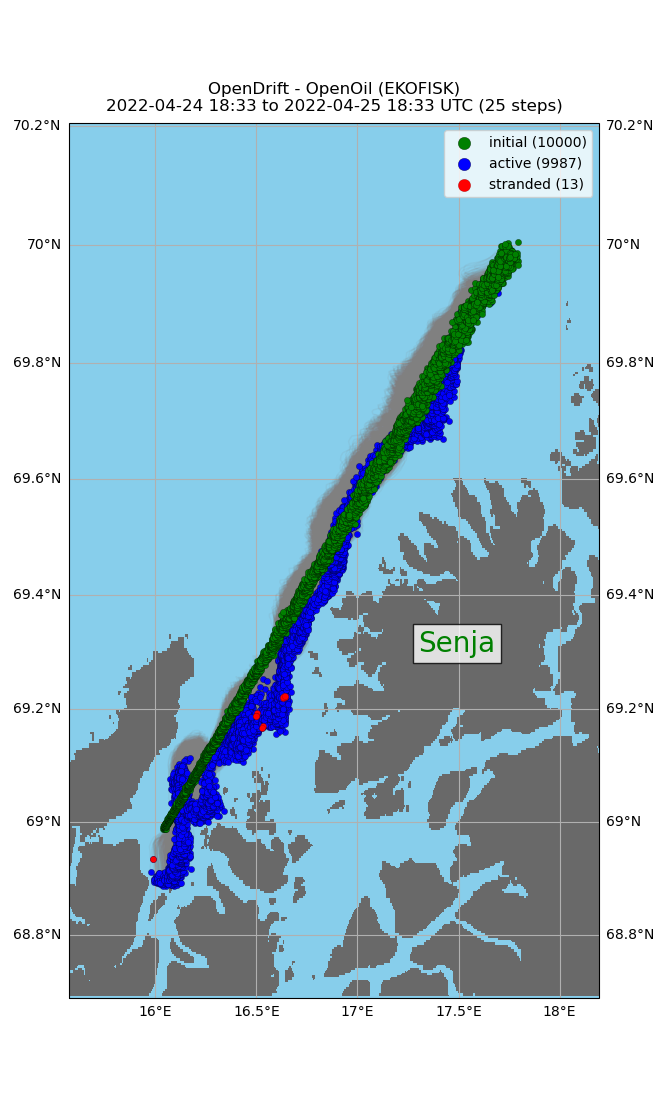 OpenDrift - OpenOil (EKOFISK)
2022-04-24 18:33 to 2022-04-25 18:33 UTC (25 steps)
70.2°N 70.2°N
initial (10000)
active (9987)
stranded (13)
70°N 70°N
69.8°N 69.8°N
69.6°N 69.6°N
69.4°N 69.4°N
Senja
69.2°N 69.2°N
69°N 69°N
68.8°N 68.8°N
16°E 16.5°E 17°E 17.5°E 18°E